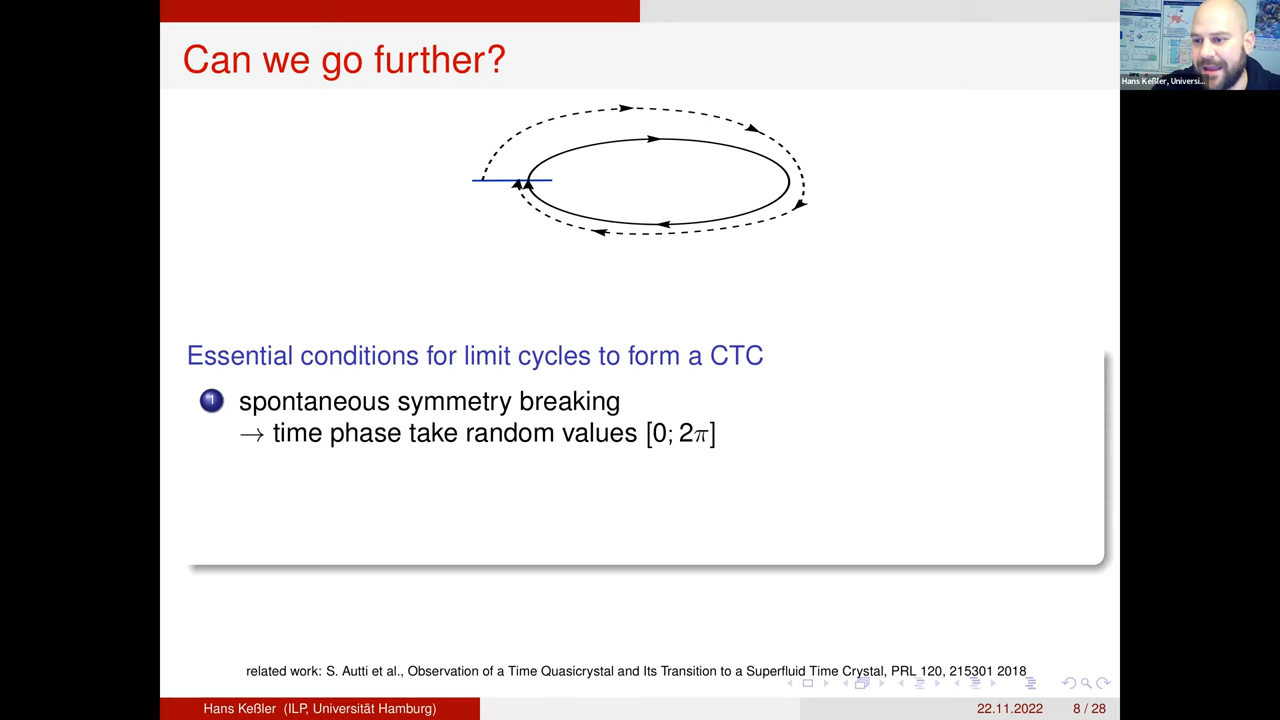 Can we go further?
Hans Keßler, Universi...
Essential conditions for limit cycles to form a CTC
1 spontaneous symmetry breaking
→ time phase take random values [0; 2π]
related work: S. Autti et al., Observation of a Time Quasicrystal and Its Transition to a Superfluid Time Crystal, PRL 120, 215301 2018
Hans Keßler (ILP, Universität Hamburg) 22.11.2022 8 / 28